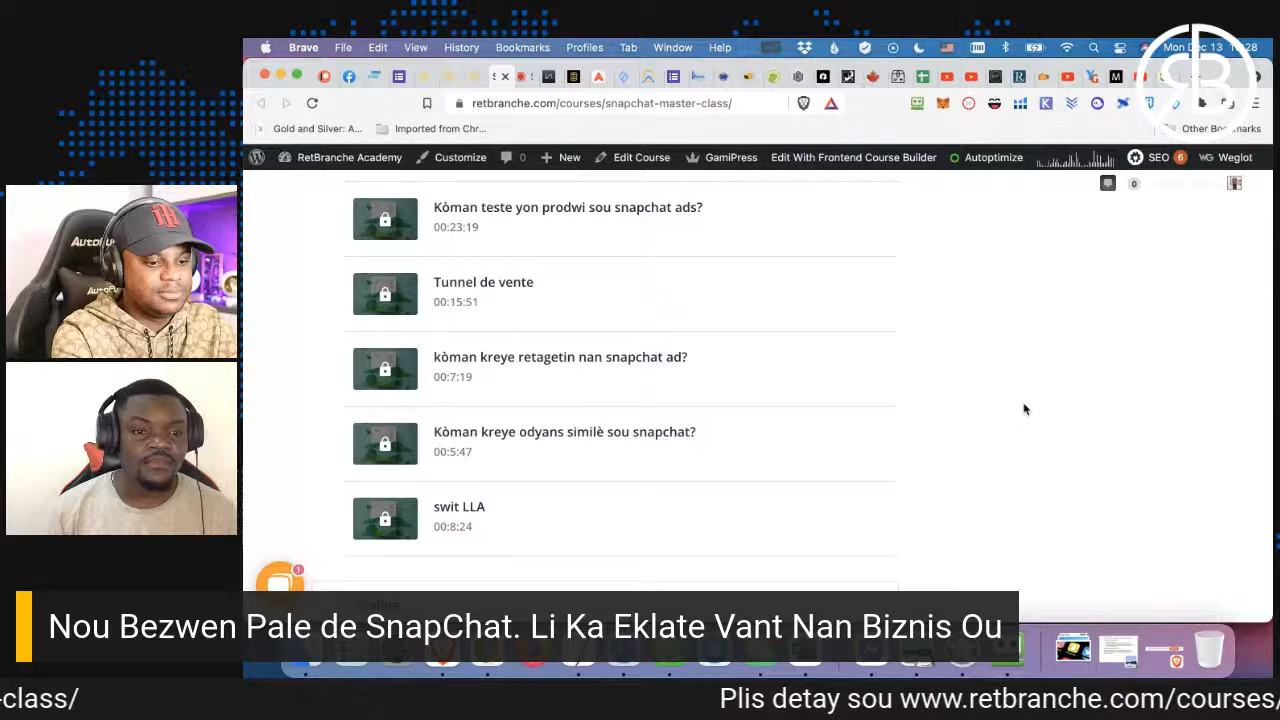 Brave File Edit View History Bookmarks Profiles Tab Window Help
Mon Dec 13
retbranche.com/courses/snapchat-master-class/
Gold and Silver: A...
Imported from Chr...
Other Bookmarks
RetBranche Academy Customize 0 New Edit Course GamiPress Edit With Frontend Course Builder Autoptimize SEO 6 Weglot
0
Kòman teste yon prodwi sou snapchat ads?
00:23:19
Tunnel de vente
00:15:51
kòman kreye retagetin nan snapchat ad?
00:7:19
Kòman kreye odyans similè sou snapchat?
00:5:47
swit LLA
00:8:24
1
Nou Bezwen Pale de SnapChat. Li Ka Eklate Vant Nan Biznis Ou
-class/
Plis detay sou www.retbranche.com/courses/